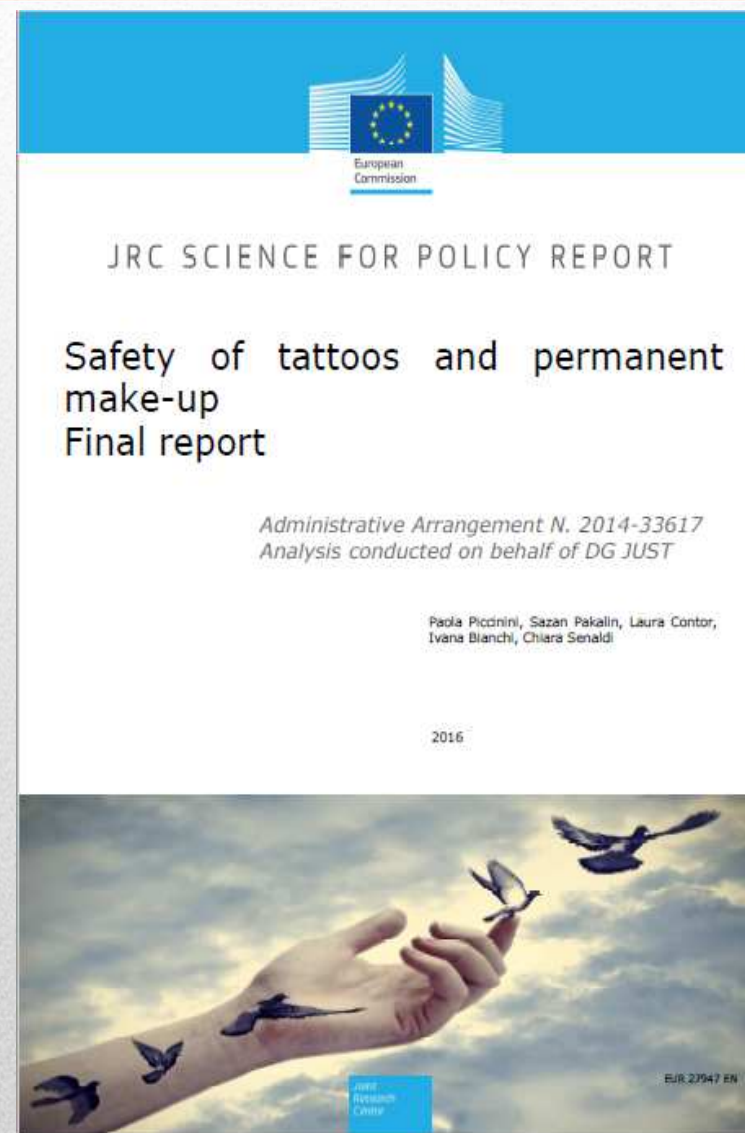 European
Commission
JRC SCIENCE FOR POLICY REPORT
Safety of tattoos and permanent
make-up
Final report
Administrative Arrangement N. 2014-33617
Analysis conducted on behalf of DG JUST
Paola Piccinini, Sazan Pakalin, Laura Contor,
Ivana Bianchi, Chiara Senaldi
2016
EUR 27947 EN
Joint
Research
Centre